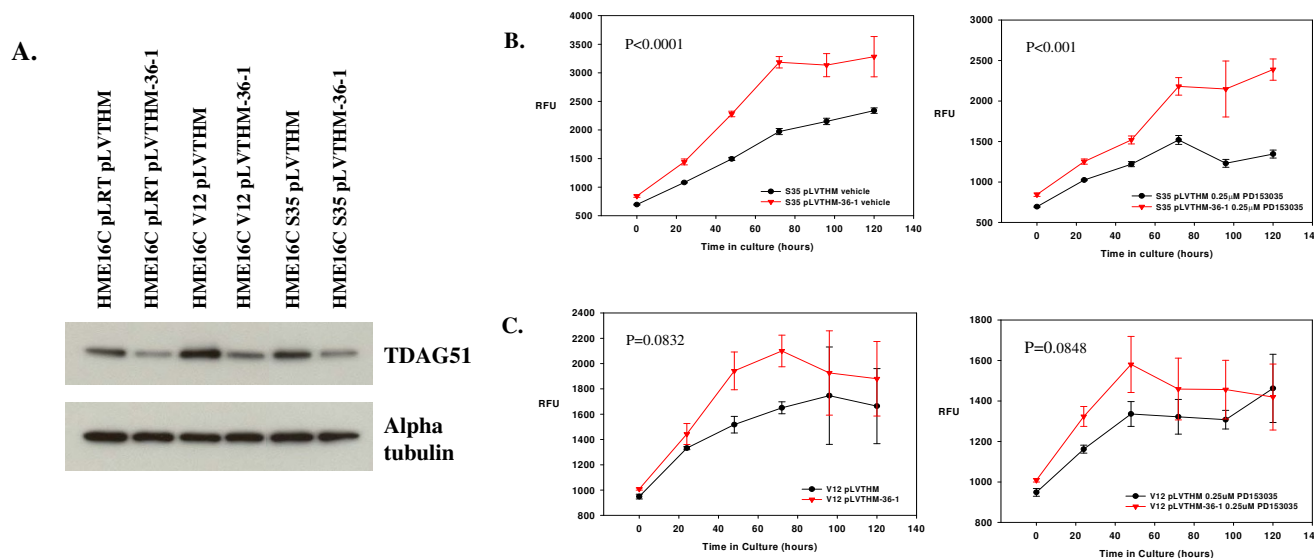 A.
HME16C pLRT pLVTHM
HME16C pLRT pLVTHM-36-1
HME16C V12 pLVTHM
HME16C V12 pLVTHM-36-1
HME16C S35 pLVTHM
HME16C S35 pLVTHM-36-1
TDAG51
Alpha
tubulin
B.
P<0.0001
4000
3500
3000
2500
2000
1500
1000
500
RFU
S35 pLVTHM vehicle
S35 pLVTHM-36-1 vehicle
0 20 40 60 80 100 120 140
Time in culture (hours)
P<0.001
3000
2500
2000
1500
1000
500
RFU
S35 pLVTHM 0.25μM PD153035
S35 pLVTHM-36-1 0.25μM PD153035
0 20 40 60 80 100 120 14
Time in culture (hours)
C.
P=0.0832
2400
2200
2000
1800
1600
1400
1200
1000
800
RFU
V12 pLVTHM
V12 pLVTHM-36-1
0 20 40 60 80 100 120 140
Time in Culture (hours)
P=0.0848
1800
1600
1400
1200
1000
800
RFU
V12 pLVTHM 0.25uM PD153035
V12 pLVTHM-36-1 0.25uM PD153035
0 20 40 60 80 100 120 14
Time in Culture (hours)